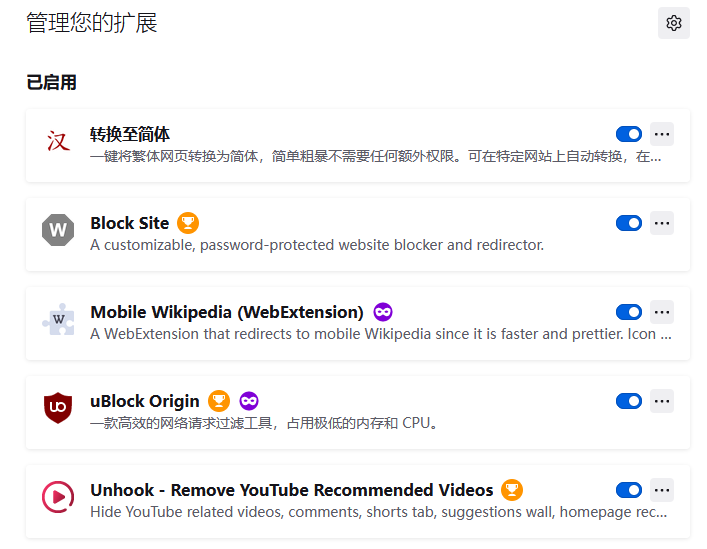 管理您的扩展
已启用
汉
转换至简体
一键将繁体网页转换为简体，简单粗暴不需要任何额外权限。可在特定网站上自动转换，在...
W
Block Site
A customizable, password-protected website blocker and redirector.
W
Mobile Wikipedia (WebExtension)
A WebExtension that redirects to mobile Wikipedia since it is faster and prettier. Icon ...
uo
uBlock Origin
一款高效的网络请求过滤工具，占用极低的内存和 CPU。
Unhook - Remove YouTube Recommended Videos
Hide YouTube related videos, comments, shorts tab, suggestions wall, homepage rec...